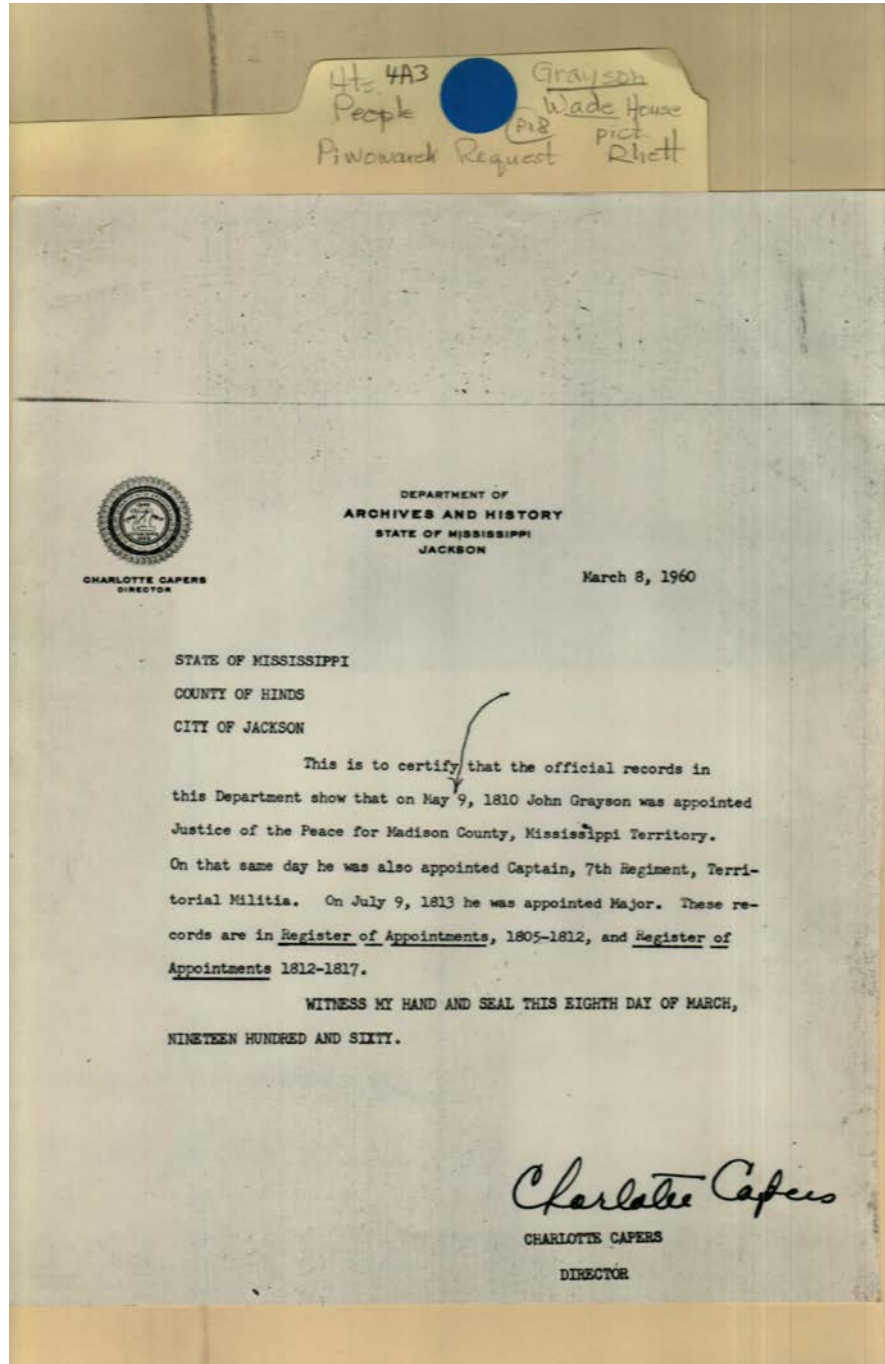 Hts. 4A3 Grayson
People Wade House
P18 pict
Piwowarek Request Rhett
DEPARTMENT OF
ARCHIVES AND HISTORY
STATE OF MISSISSIPPI
JACKSON
CHARLOTTE CAPERS
DIRECTOR
March 8, 1960
STATE OF MISSISSIPPI
COUNTY OF HINDS
CITY OF JACKSON
This is to certify that the official records in
this Department show that on May 9, 1810 John Grayson was appointed
Justice of the Peace for Madison County, Mississippi Territory.
On that same day he was also appointed Captain, 7th Regiment, Terri-
torial Militia. On July 9, 1813 he was appointed Major. These re-
cords are in Register of Appointments, 1805-1812, and Register of
Appointments 1812-1817.
WITNESS MY HAND AND SEAL THIS EIGHTH DAY OF MARCH,
NINETEEN HUNDRED AND SIXTY.
Charlotte Capers
CHARLOTTE CAPERS
DIRECTOR